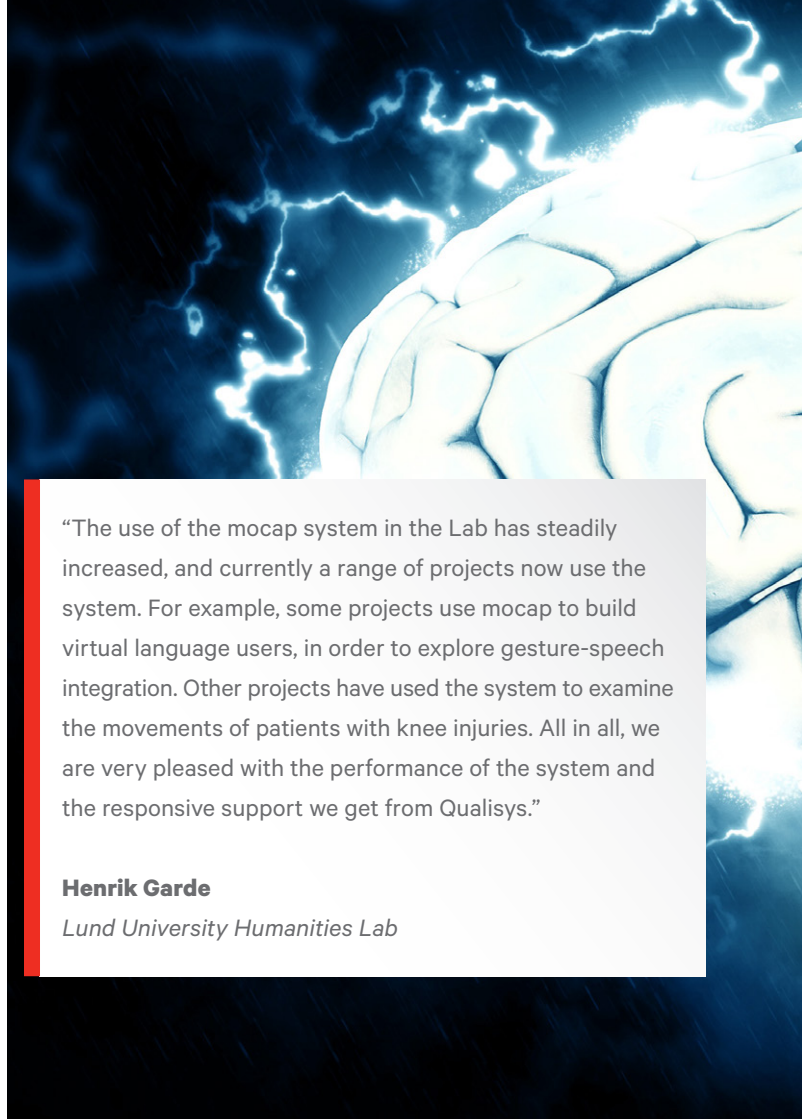 “The use of the mocap system in the Lab has steadily
increased, and currently a range of projects now use the
system. For example, some projects use mocap to build
virtual language users, in order to explore gesture-speech
integration. Other projects have used the system to examine
the movements of patients with knee injuries. All in all, we
are very pleased with the performance of the system and
the responsive support we get from Qualisys.”
Henrik Garde
Lund University Humanities Lab